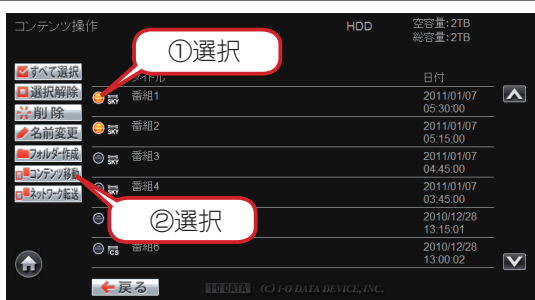 コンテンツ操作
HDD
空容量:2TB
総容量:2TB
①選択
すべて選択
タイトル
日付
選択解除
SKY
番組1
2011/01/07
05:30:00
削 除
名前変更
SKY
番組2
2011/01/07
05:15:00
フォルダー作成
SKY
番組3
2011/01/07
04:45:00
コンテンツ移動
ネットワーク転送
SKY
番組4
2011/01/07
03:45:00
②選択
2010/12/28
13:15:01
CS
番組6
2010/12/28
13:00:02
戻る
I-O DATA
(C) I-O DATA DEVICE, INC.